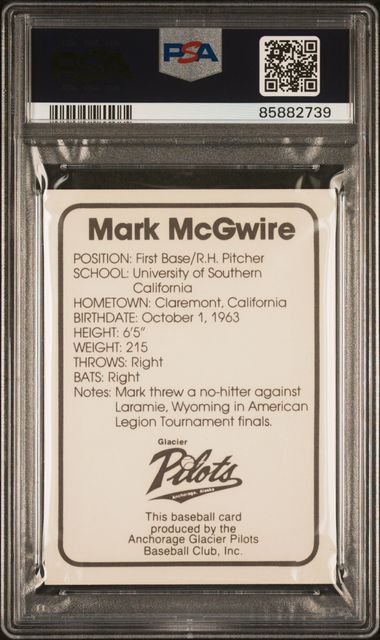 PSA
85882739
Mark McGwire
POSITION: First Base/R.H. Pitcher
SCHOOL: University of Southern
California
HOMETOWN: Claremont, California
BIRTHDATE: October 1, 1963
HEIGHT: 6'5"
WEIGHT: 215
THROWS: Right
BATS: Right
Notes: Mark threw a no-hitter against
Laramie, Wyoming in American
Legion Tournament finals.
Glacier
Pilots
Anchorage, Alaska
This baseball card
produced by the
Anchorage Glacier Pilots
Baseball Club, Inc.